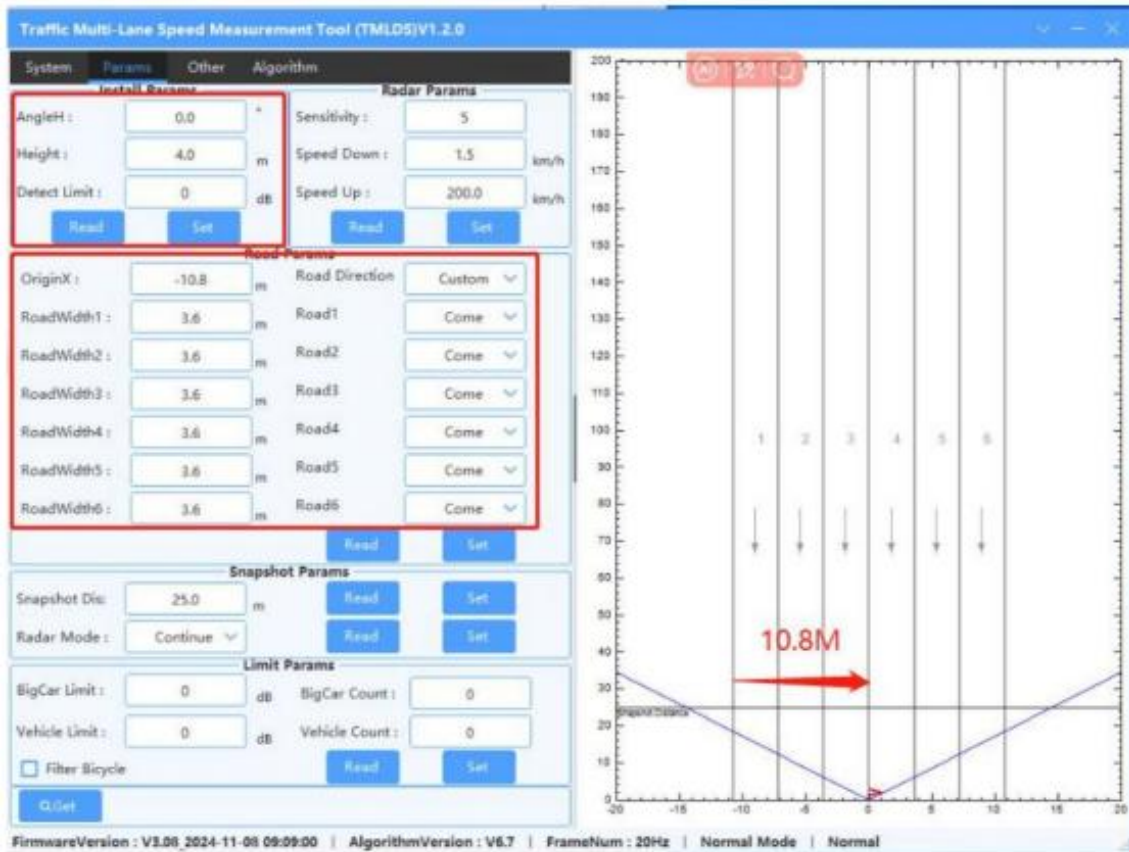 Traffic Multi-Lane Speed Measurement Tool (TMLDS)V1.2.0
System Params Other Algorithm
Install Params
AngleH : 0.0 °
Height : 4.0 m
Detect Limit : 0 dB
Read Set
Radar Params
Sensitivity : 5
Speed Down : 1.5 km/h
Speed Up : 200.0 km/h
Read Set
Road Params
OriginX : -10.8 m Road Direction Custom
RoadWidth1 : 3.6 m Road1 Come
RoadWidth2 : 3.6 m Road2 Come
RoadWidth3 : 3.6 m Road3 Come
RoadWidth4 : 3.6 m Road4 Come
RoadWidth5 : 3.6 m Road5 Come
RoadWidth6 : 3.6 m Road6 Come
Read Set
Snapshot Params
Snapshot Dis: 25.0 m Read Set
Radar Mode : Continue Read Set
Limit Params
BigCar Limit : 0 dB BigCar Count : 0
Vehicle Limit : 0 dB Vehicle Count : 0
Filter Bicycle Read Set
Get
200
190
180
170
160
150
140
130
120
110
100
90
80
70
60
50
40
30
20
10
0
1 2 3 4 5 6
10.8M
Snapshot Distance
-20 -15 -10 -5 0 5 10 15 20
FirmwareVersion : V3.08_2024-11-08 09:09:00 | AlgorithmVersion : V6.7 | FrameNum : 20Hz | Normal Mode | Normal